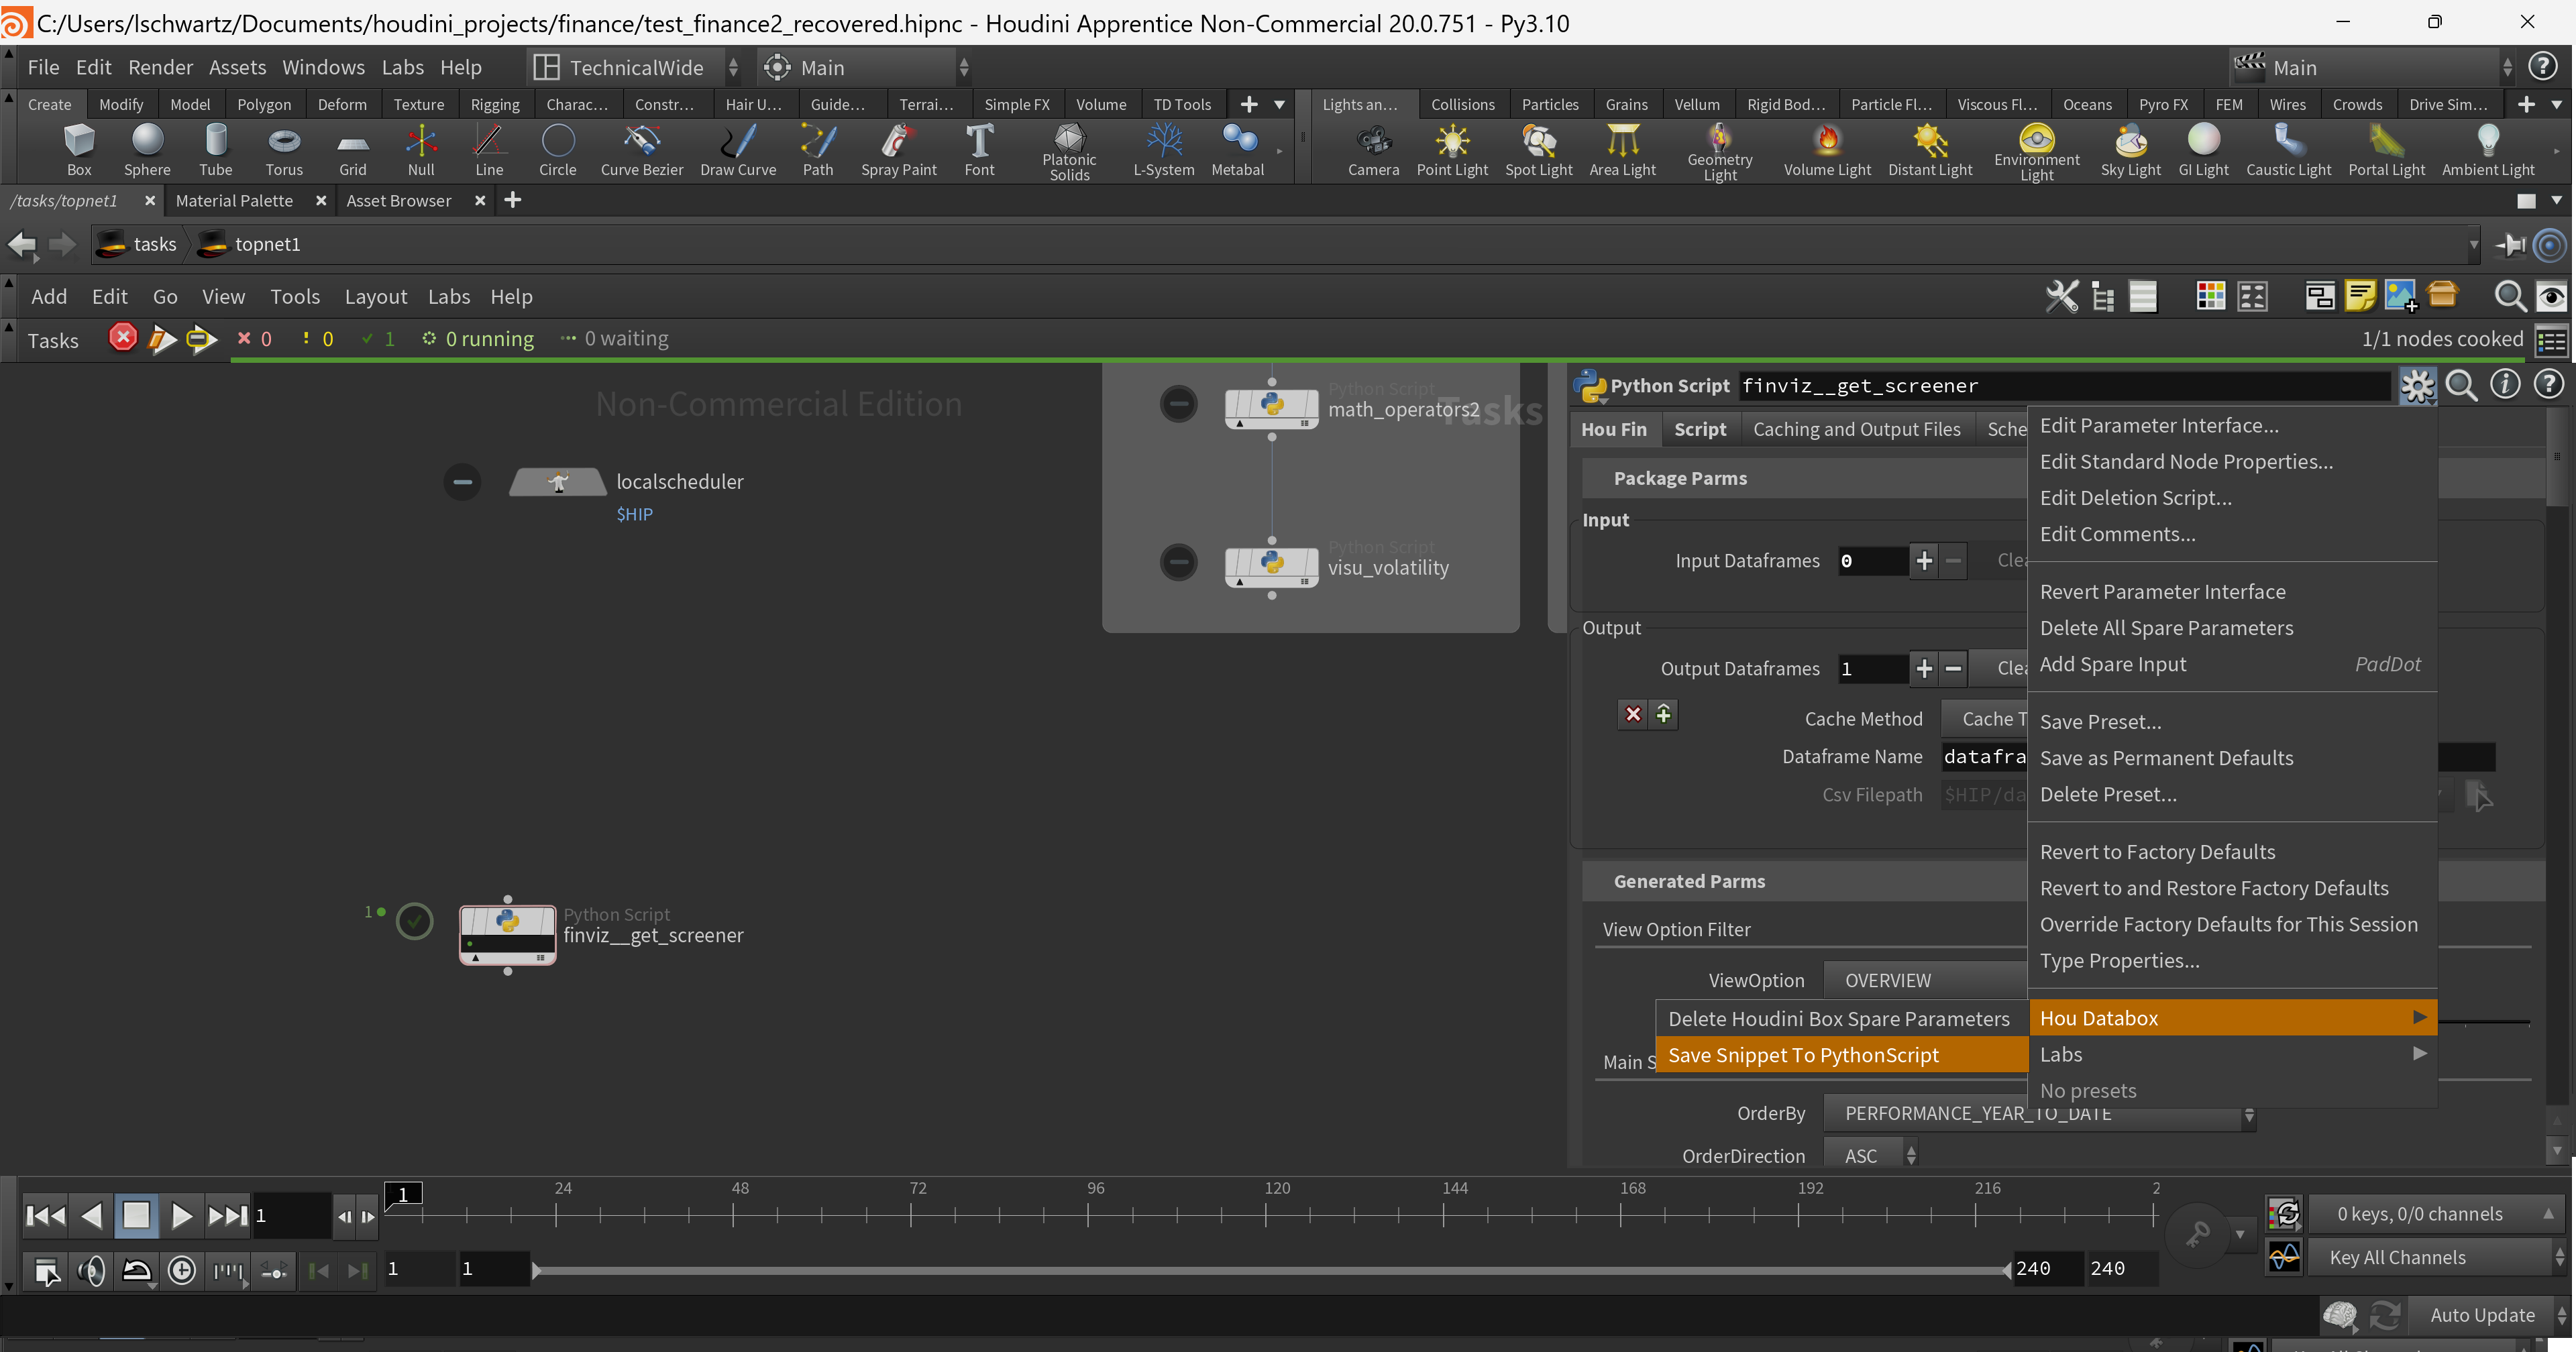 C:/Users/lschwartz/Documents/houdini_projects/finance/test_finance2_recovered.hipnc - Houdini Apprentice Non-Commercial 20.0.751 - Py3.10
File Edit Render Assets Windows Labs Help TechnicalWide Main Main
Create Modify Model Polygon Deform Texture Rigging Charac... Constr... Hair U... Guide... Terrai... Simple FX Volume TD Tools Lights an... Collisions Particles Grains Vellum Rigid Bod... Particle Fl... Viscous Fl... Oceans Pyro FX FEM Wires Crowds Drive Sim...
Box Sphere Tube Torus Grid Null Line Circle Curve Bezier Draw Curve Path Spray Paint Font Platonic Solids L-System Metabal Camera Point Light Spot Light Area Light Geometry Light Volume Light Distant Light Environment Light Sky Light GI Light Caustic Light Portal Light Ambient Light
/tasks/topnet1 Material Palette Asset Browser
tasks topnet1
Add Edit Go View Tools Layout Labs Help
Tasks 0 0 1 0 running 0 waiting 1/1 nodes cooked
Non-Commercial Edition
Tasks
Python Script
math_operators2
localscheduler
$HIP
Python Script
visu_volatility
1
Python Script
finviz__get_screener
Python Script finviz__get_screener
Hou Fin Script Caching and Output Files Sche
Package Parms
Input
Input Dataframes 0 Clea
Output
Output Dataframes 1 Clea
Cache Method Cache T
Dataframe Name datafra
Csv Filepath $HIP/da
Generated Parms
View Option Filter
ViewOption OVERVIEW
Main S
OrderBy PERFORMANCE_YEAR_TO_DATE
OrderDirection ASC
Edit Parameter Interface...
Edit Standard Node Properties...
Edit Deletion Script...
Edit Comments...
Revert Parameter Interface
Delete All Spare Parameters
Add Spare Input PadDot
Save Preset...
Save as Permanent Defaults
Delete Preset...
Revert to Factory Defaults
Revert to and Restore Factory Defaults
Override Factory Defaults for This Session
Type Properties...
Hou Databox
Labs
No presets
Delete Houdini Box Spare Parameters
Save Snippet To PythonScript
1 1 24 48 72 96 120 144 168 192 216 2
0 keys, 0/0 channels
1 1 240 240 Key All Channels
Auto Update